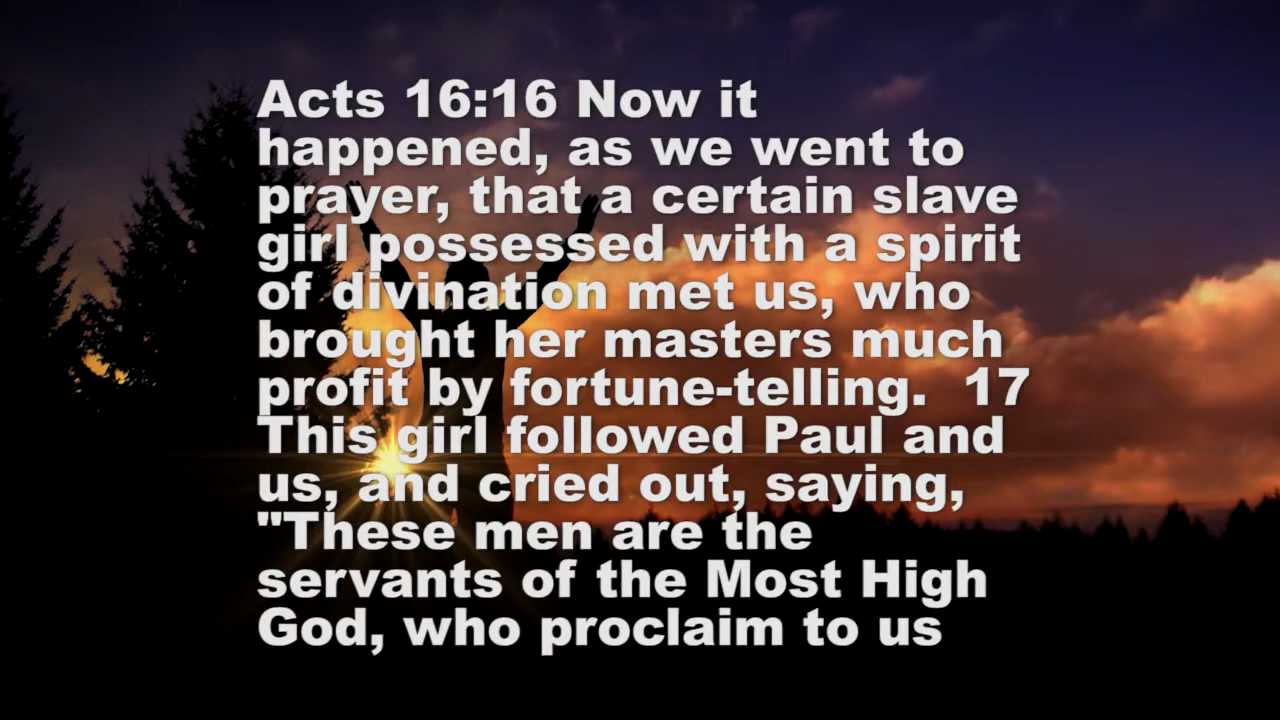 Acts 16:16 Now it
happened, as we went to
prayer, that a certain slave
girl possessed with a spirit
of divination met us, who
brought her masters much
profit by fortune-telling.  17
This girl followed Paul and
us, and cried out, saying,
"These men are the
servants of the Most High
God, who proclaim to us